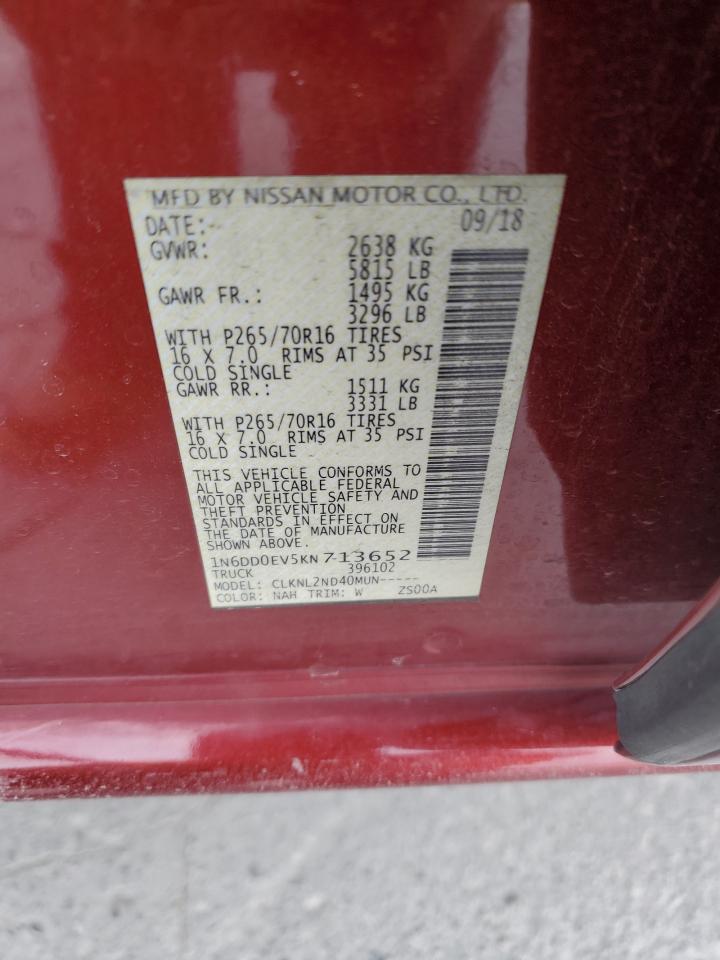 MFD BY NISSAN MOTOR CO., LTD.
DATE: 09/18
GVWR: 2638 KG
5815 LB
GAWR FR.: 1495 KG
3296 LB
WITH P265/70R16 TIRES
16 X 7.0 RIMS AT 35 PSI
COLD SINGLE
GAWR RR.: 1511 KG
3331 LB
WITH P265/70R16 TIRES
16 X 7.0 RIMS AT 35 PSI
COLD SINGLE
THIS VEHICLE CONFORMS TO
ALL APPLICABLE FEDERAL
MOTOR VEHICLE SAFETY AND
THEFT PREVENTION
STANDARDS IN EFFECT ON
THE DATE OF MANUFACTURE
SHOWN ABOVE.
1N6DD0EV5KN713652
TRUCK 396102
MODEL: CLKNL2ND40MUN-----
COLOR: NAH TRIM: W ZS00A